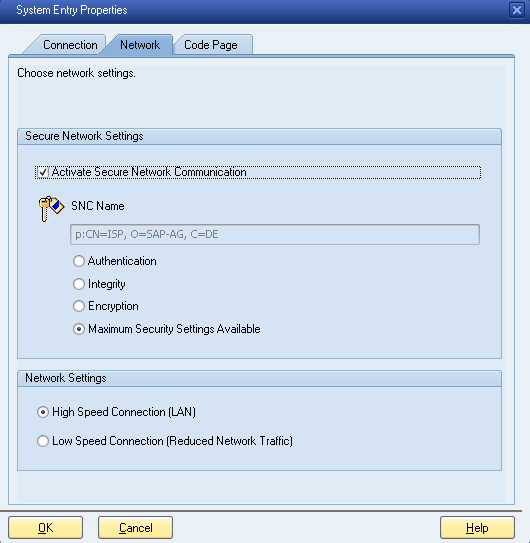 System Entry Properties
Connection
Network
Code Page
Choose network settings.
Secure Network Settings
Activate Secure Network Communication
SNC Name
p:CN=ISP, O=SAP-AG, C=DE
Authentication
Integrity
Encryption
Maximum Security Settings Available
Network Settings
High Speed Connection (LAN)
Low Speed Connection (Reduced Network Traffic)
OK
Cancel
Help